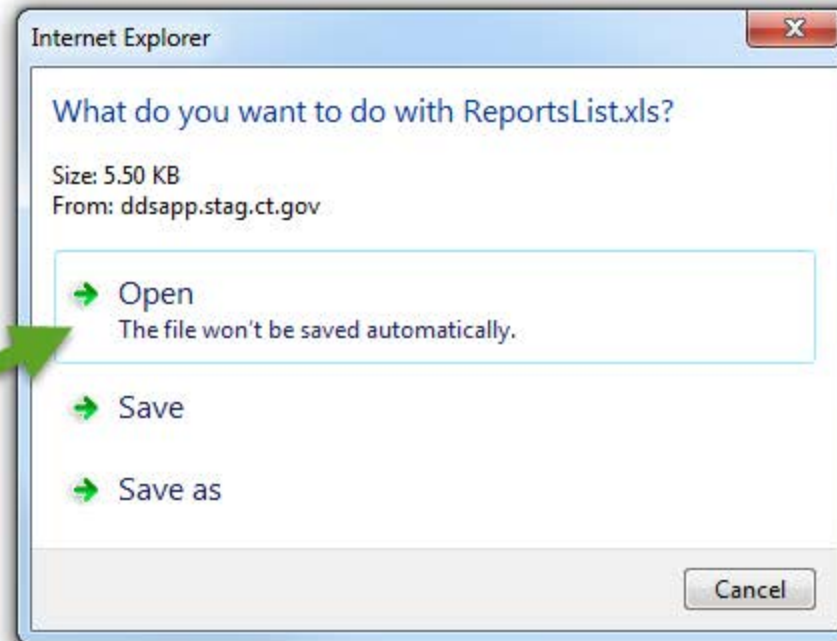 Internet Explorer
What do you want to do with ReportsList.xls?
Size: 5.50 KB
From: ddsapp.stag.ct.gov
Open
The file won't be saved automatically.
Save
Save as
Cancel